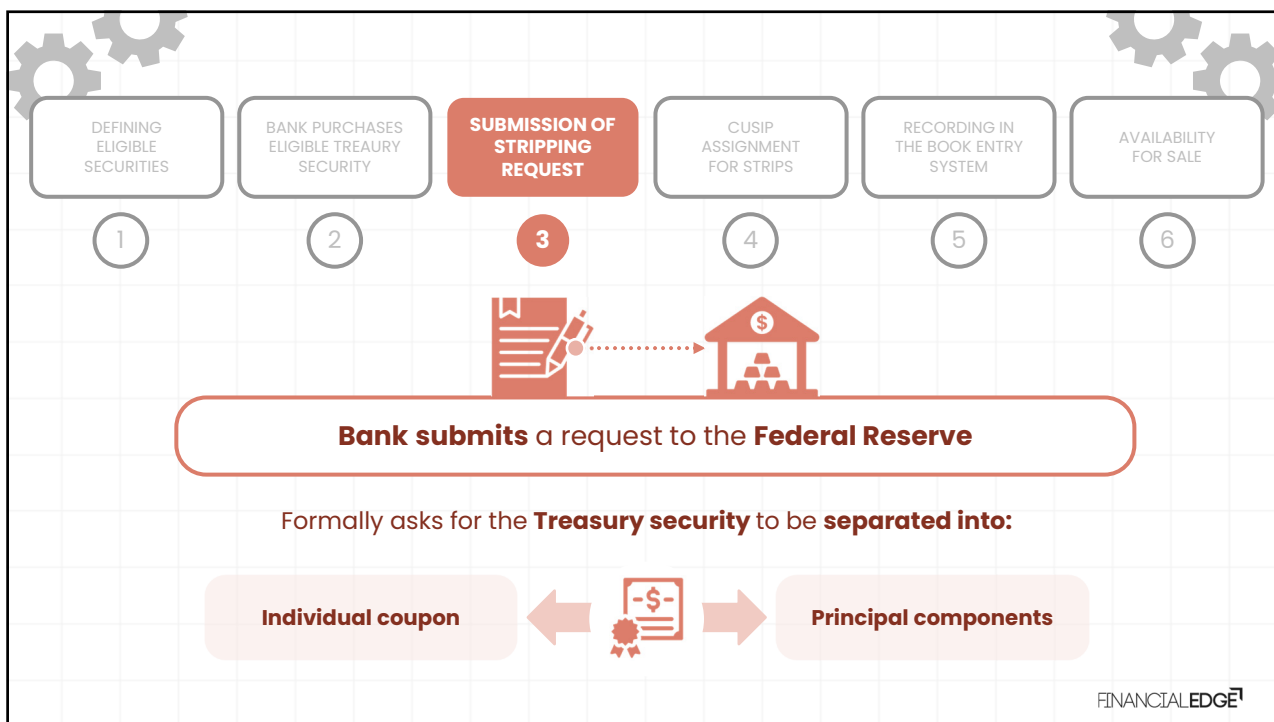 DEFINING
ELIGIBLE
SECURITIES
BANK PURCHASES
ELIGIBLE TREAURY
SECURITY
SUBMISSION OF
STRIPPING
REQUEST
CUSIP
ASSIGNMENT
FOR STRIPS
RECORDING IN
THE BOOK ENTRY
SYSTEM
AVAILABILITY
FOR SALE
1
2
3
4
5
6
$
Bank submits a request to the Federal Reserve
Formally asks for the Treasury security to be separated into:
Individual coupon
-$-
Principal components
FINANCIALEDGE